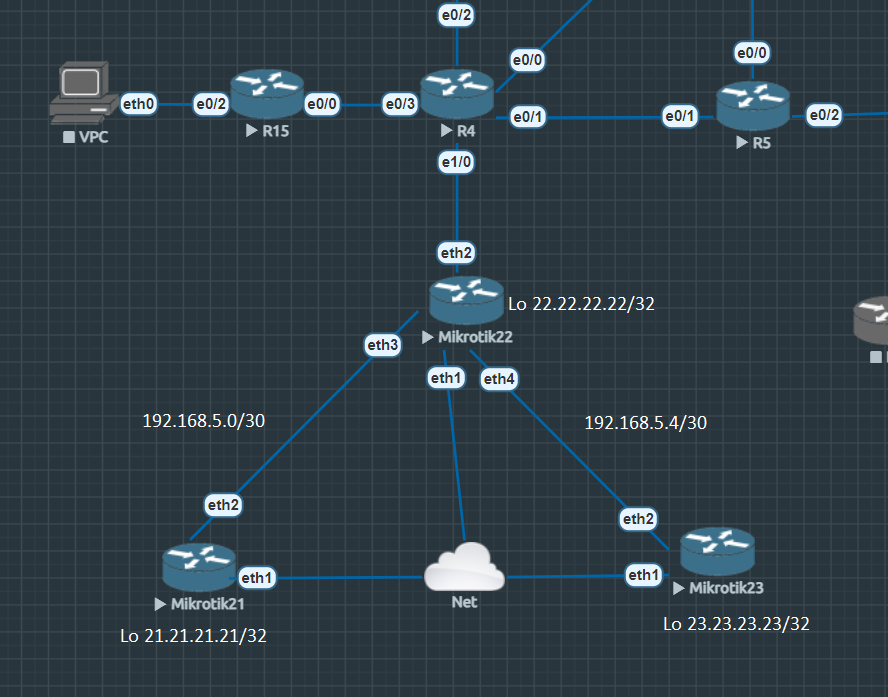 e0/2
e0/0
e0/0
eth0
e0/2
e0/0
e0/3
e0/1
e0/1
e0/2
VPC
R15
R4
R5
e1/0
eth2
Lo 22.22.22.22/32
Mikrotik22
eth3
eth1
eth4
192.168.5.0/30
192.168.5.4/30
eth2
eth2
eth1
eth1
Mikrotik21
Net
Mikrotik23
Lo 21.21.21.21/32
Lo 23.23.23.23/32